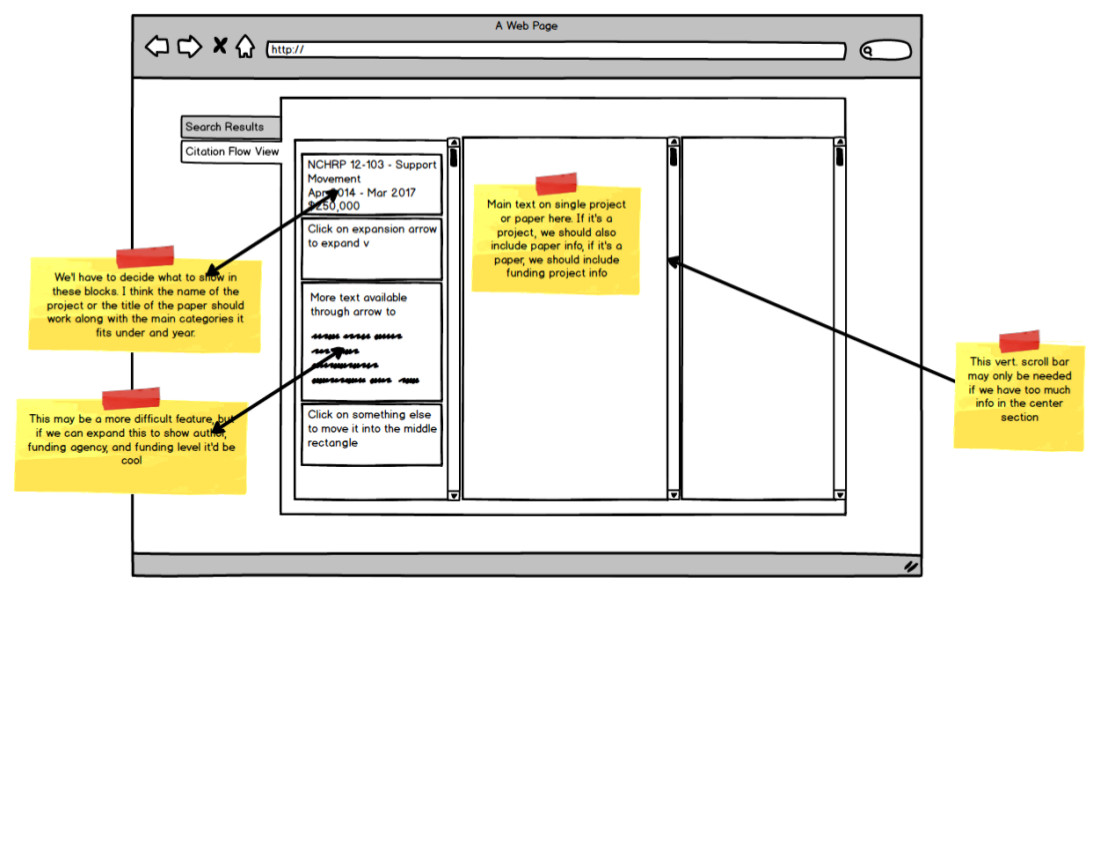 A Web Page
http://
Search Results
Citation Flow View
NCHRP 12-103 - Support
Movement
Apr 2014 - Mar 2017
$250,000
Click on expansion arrow
to expand v
More text available
through arrow to
Click on something else
to move it into the middle
rectangle
Main text on single project
or paper here. If it's a
project, we should also
include paper info, if it's a
paper, we should include
funding project info
We'l have to decide what to show in
these blocks. I think the name of the
project or the title of the paper should
work along with the main categories it
fits under and year.
This may be a more difficult feature, but
if we can expand this to show author,
funding agency, and funding level it'd be
cool
This vert. scroll bar
may only be needed
if we have too much
info in the center
section